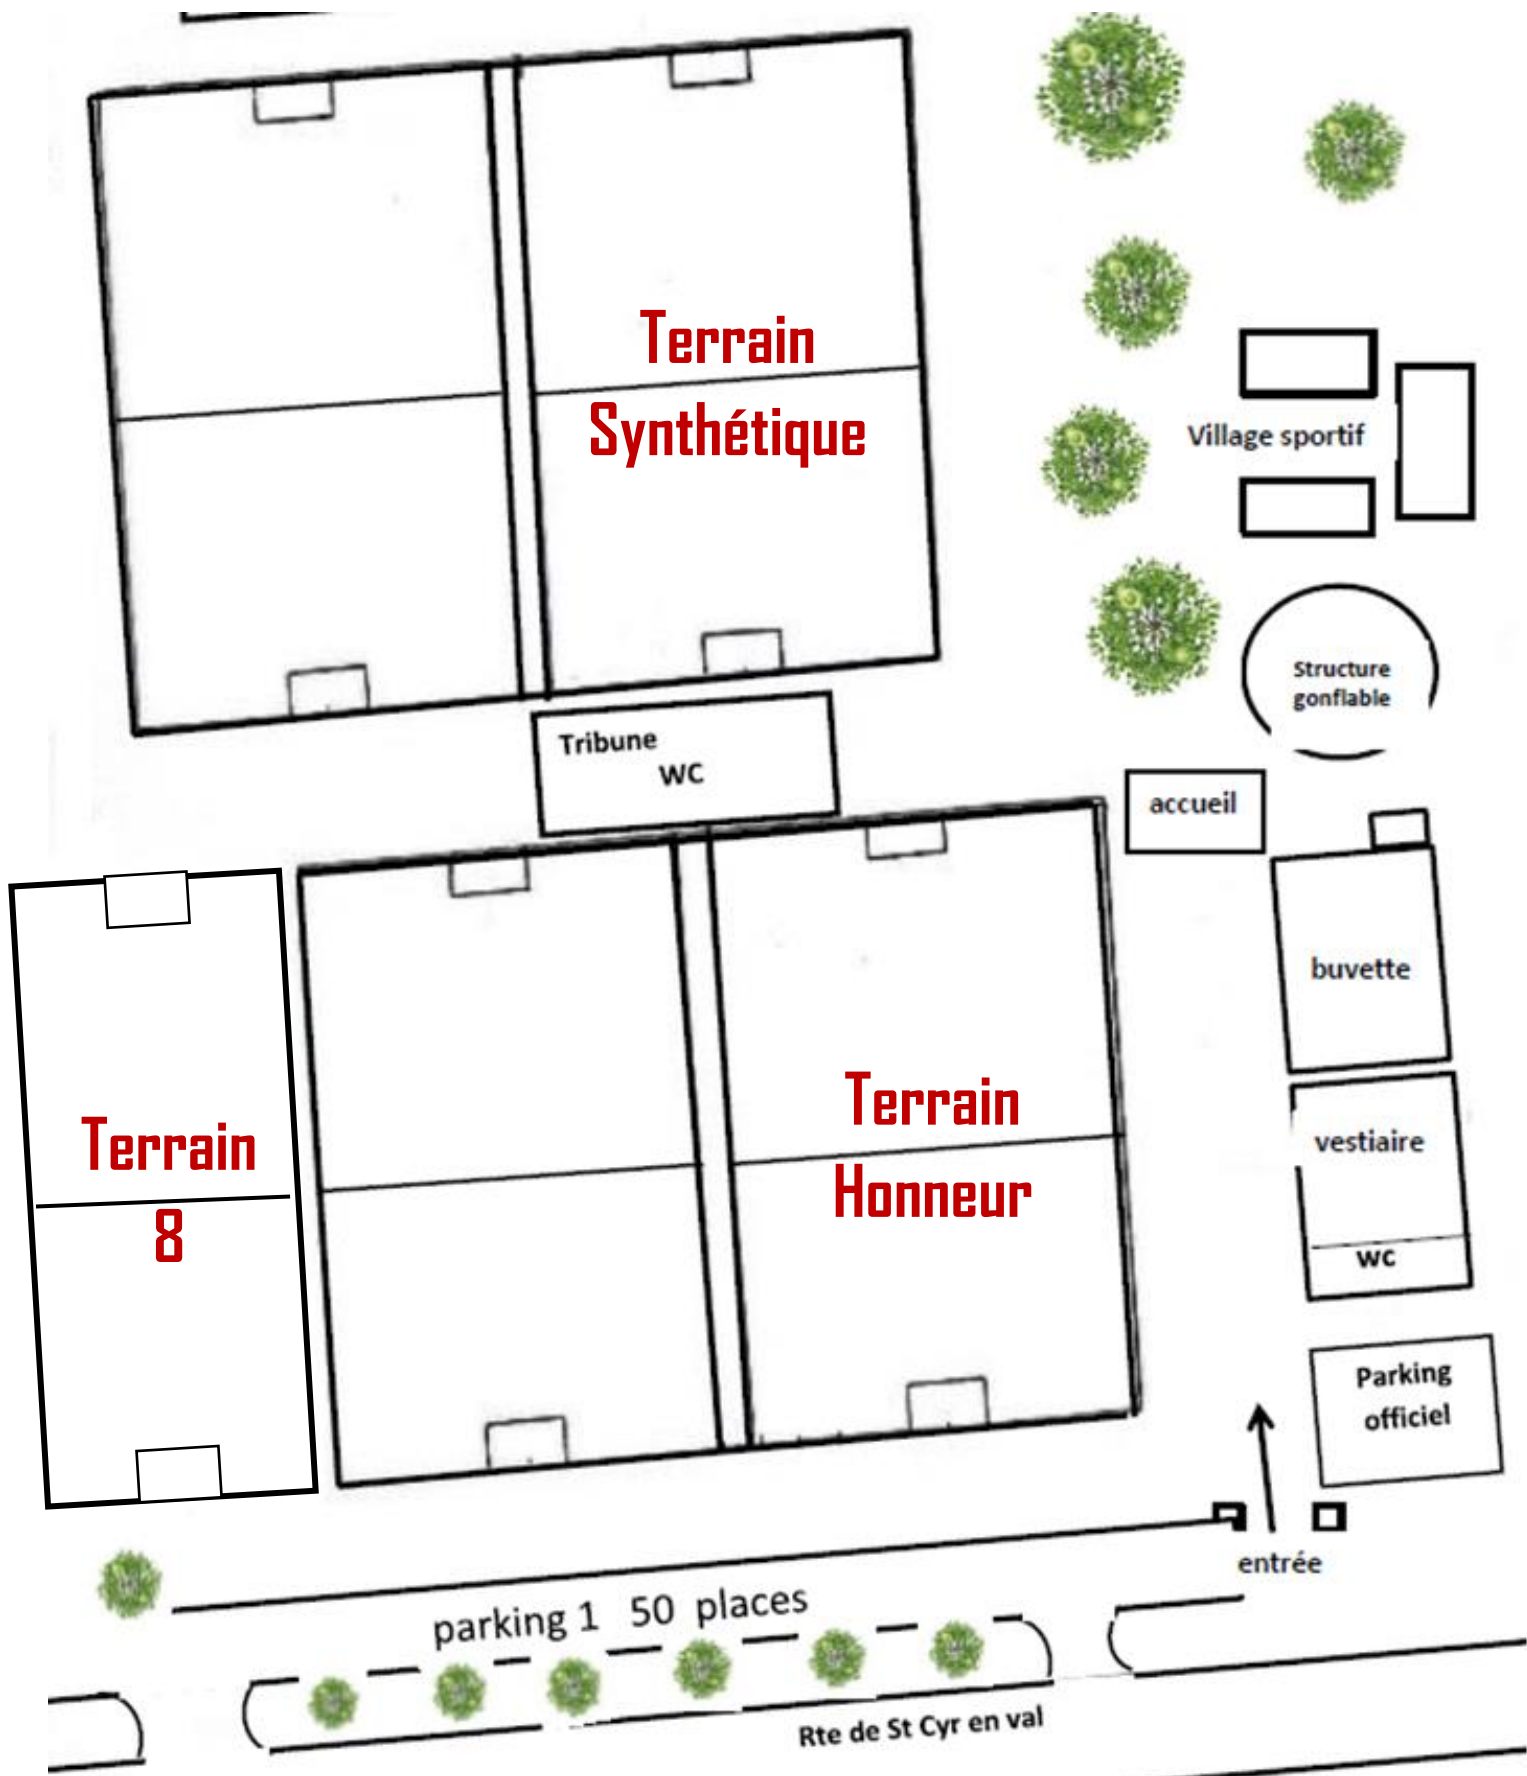 Terrain
Synthétique
Village sportif
Structure
gonflable
Tribune
WC
accueil
buvette
Terrain
8
Terrain
Honneur
vestiaire
wc
Parking
officiel
entrée
parking 1 50 places
Rte de St Cyr en val